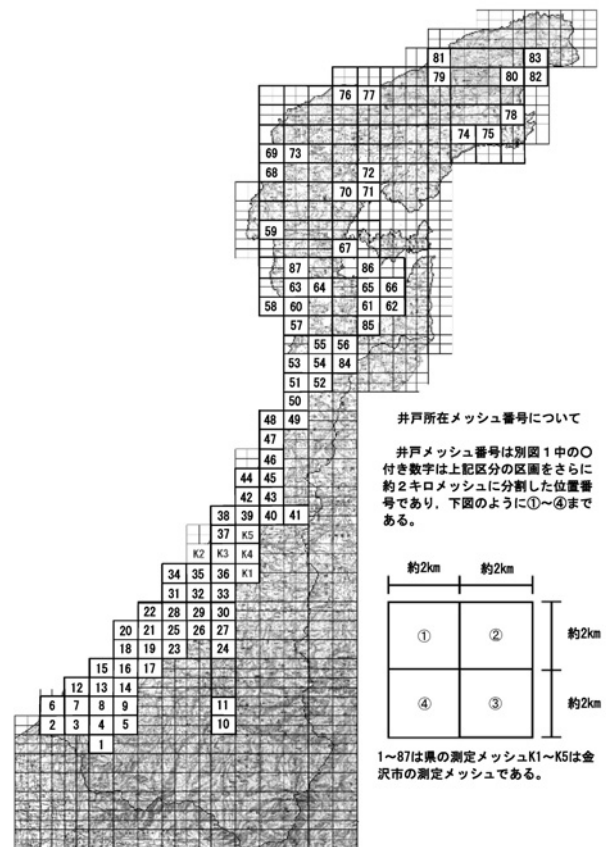 81 83
79 80 82
76 77
78
74 75
69 73
68 72
70 71
59
67
87 86
63 64 65 66
58 60 61 62
57 85
55 56
53 54 84
51 52
50
48 49
47
46
44 45
42 43
38 39 40 41
37 K5
K2 K3 K4
34 35 36 K1
31 32 33
22 28 29 30
20 21 25 26 27
18 19 23 24
15 16 17
12 13 14
6 7 8 9 11
2 3 4 5 10
1
井戸所在メッシュ番号について
井戸メッシュ番号は別図1中の○
付き数字は上記区分の区画をさらに
約2キロメッシュに分割した位置番
号であり，下図のように①～④まで
である。
約2km 約2km
① ② 約2km
④ ③ 約2km
1～87は県の測定メッシュK1～K5は金
沢市の測定メッシュである。